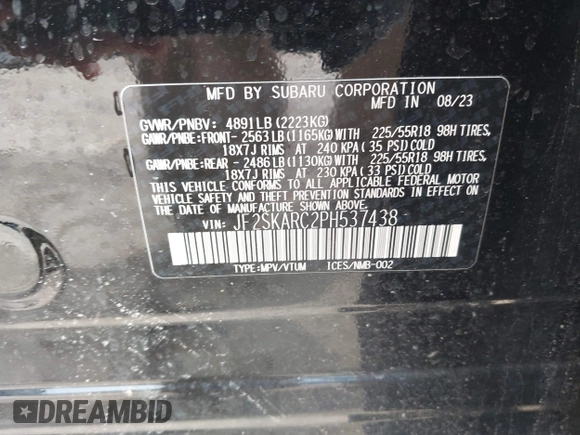 MFD BY SUBARU CORPORATION
MFD IN 08/23
GVWR/PNBV: 4891LB(2223KG)
GAWR/PNBE:FRONT-2563LB(1165KG)WITH 225/55R18 98H TIRES,
18X7J RIMS AT 240 KPA(35 PSI)COLD
GAWR/PNBE:REAR -2486LB(1130KG)WITH 225/55R18 98H TIRES,
18X7J RIMS AT 230 KPA(33 PSI)COLD
THIS VEHICLE CONFORMS TO ALL APPLICABLE FEDERAL MOTOR
VEHICLE SAFETY AND THEFT PREVENTION STANDARDS IN EFFECT ON
THE DATE OF MANUFACTURE SHOWN ABOVE.
VIN: JF2SKARC2PH537438
TYPE:MPV/VTUM ICES/NMB-002
DREAMBID